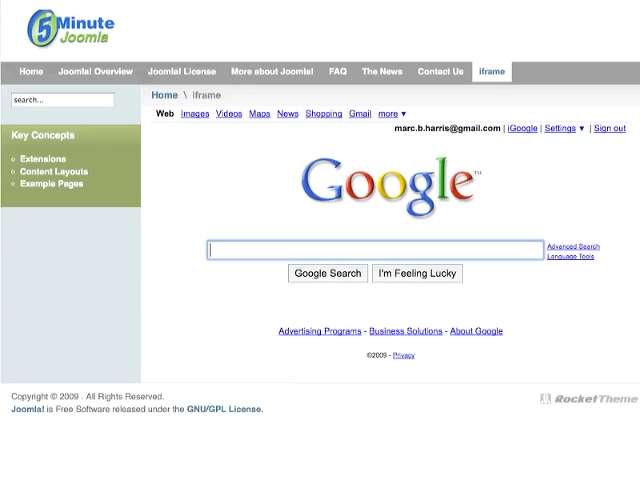 5 Minute
Joomla
Home Joomla! Overview Joomla! License More about Joomla! FAQ The News Contact Us iframe
search...
Home \ iframe
Web Images Videos Maps News Shopping Gmail more ▼
marc.b.harris@gmail.com | iGoogle | Settings ▼ | Sign out
Key Concepts
Extensions
Content Layouts
Example Pages
Google™
Advanced Search
Language Tools
Google Search I'm Feeling Lucky
Advertising Programs - Business Solutions - About Google
©2009 - Privacy
Copyright © 2009 . All Rights Reserved.
Joomla! is Free Software released under the GNU/GPL License.
RocketTheme